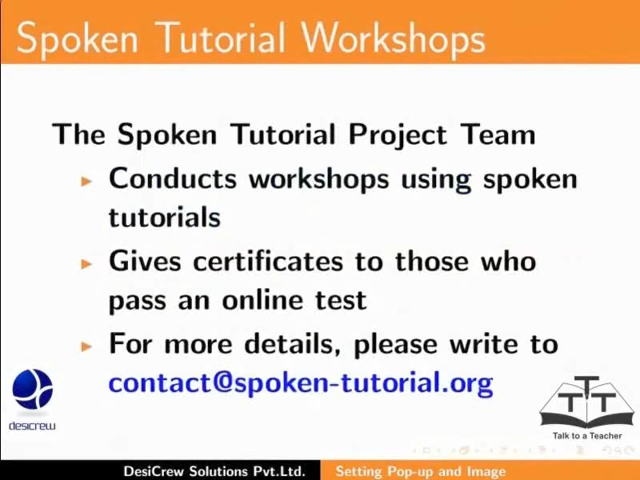 Spoken Tutorial Workshops
The Spoken Tutorial Project Team
Conducts workshops using spoken
tutorials
Gives certificates to those who
pass an online test
For more details, please write to
contact@spoken-tutorial.org
desicrew
TTT
Talk to a Teacher
DesiCrew Solutions Pvt.Ltd.
Setting Pop-up and Image